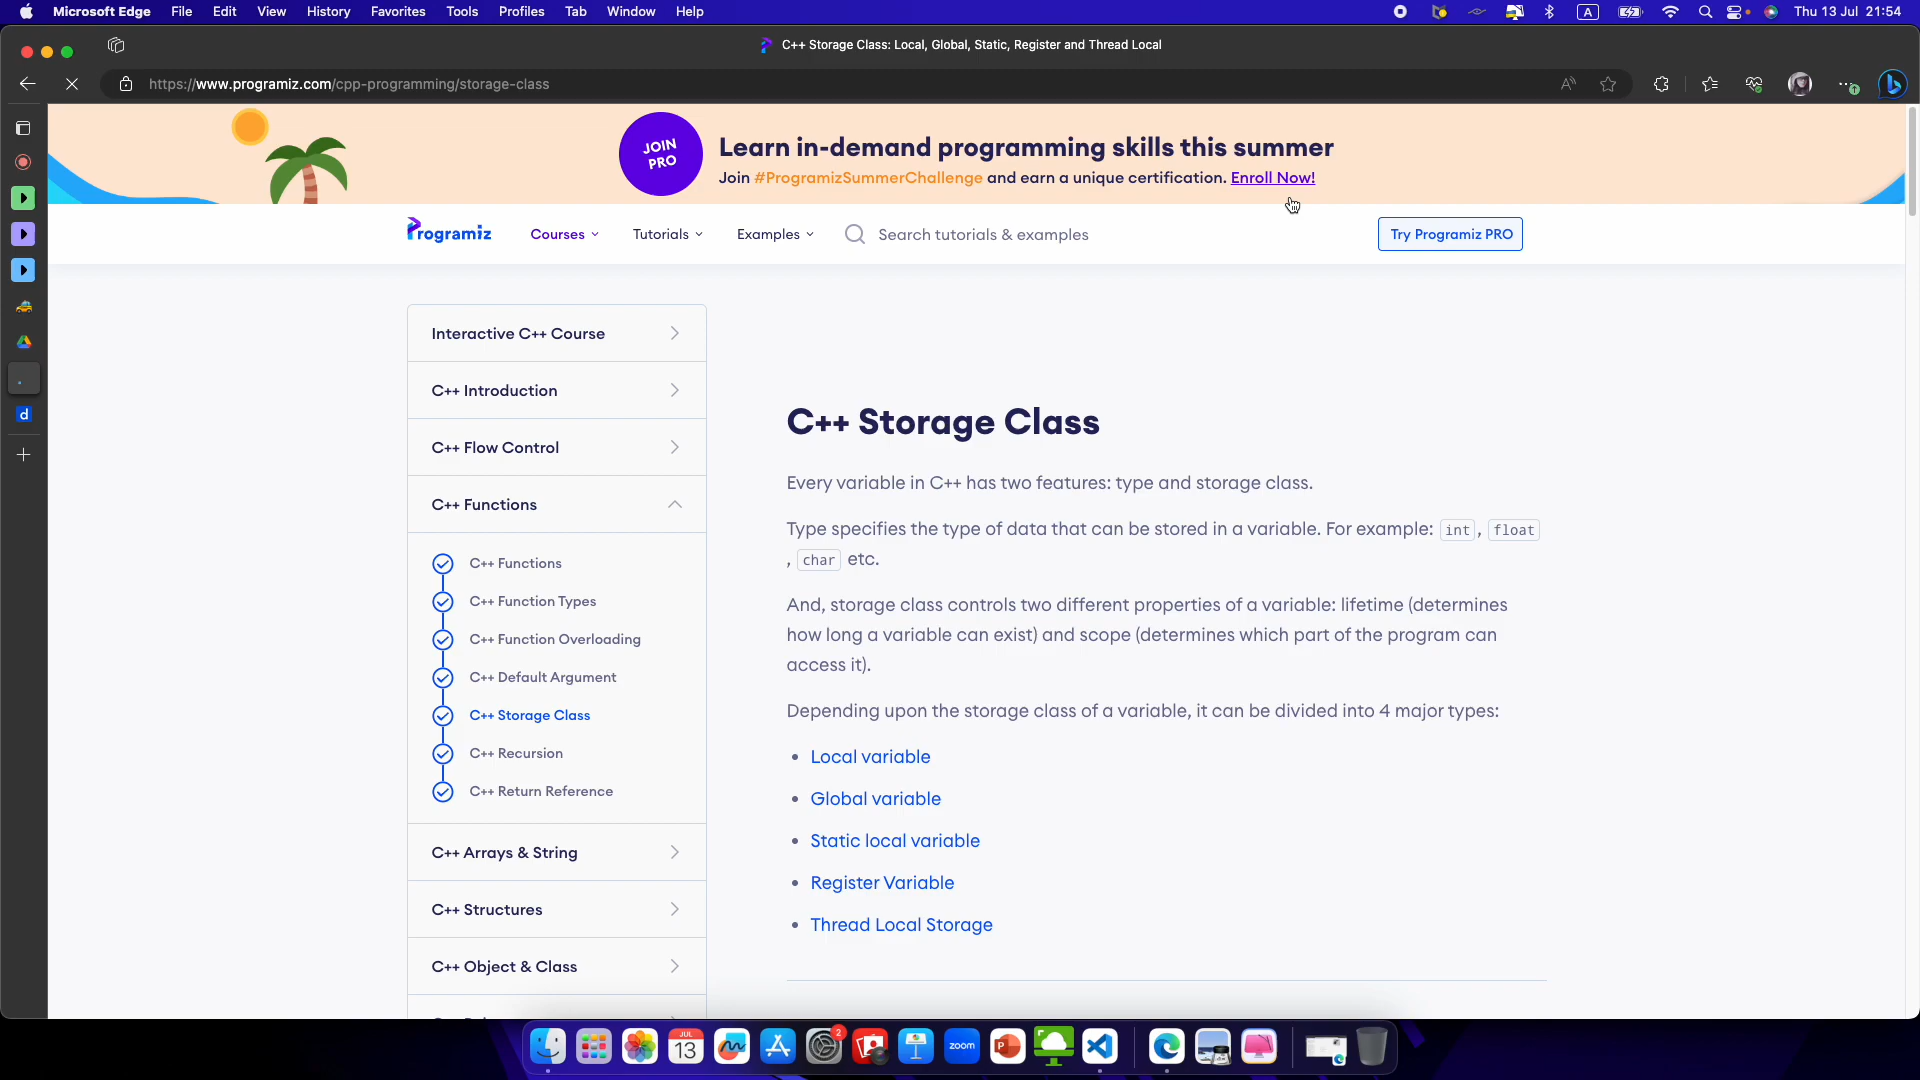 Microsoft Edge File Edit View History Favorites Tools Profiles Tab Window Help
A
Thu 13 Jul 21:54
C++ Storage Class: Local, Global, Static, Register and Thread Local
https://www.programiz.com/cpp-programming/storage-class
JOIN
PRO
Learn in-demand programming skills this summer
Join #ProgramizSummerChallenge and earn a unique certification. Enroll Now!
Programiz
Courses
Tutorials
Examples
Search tutorials & examples
Try Programiz PRO
Interactive C++ Course
C++ Introduction
C++ Flow Control
C++ Functions
C++ Functions
C++ Function Types
C++ Function Overloading
C++ Default Argument
C++ Storage Class
C++ Recursion
C++ Return Reference
C++ Arrays & String
C++ Structures
C++ Object & Class
C++ Storage Class
Every variable in C++ has two features: type and storage class.
Type specifies the type of data that can be stored in a variable. For example: int, float
, char etc.
And, storage class controls two different properties of a variable: lifetime (determines
how long a variable can exist) and scope (determines which part of the program can
access it).
Depending upon the storage class of a variable, it can be divided into 4 major types:
• Local variable
• Global variable
• Static local variable
• Register Variable
• Thread Local Storage
d
JUL
13
2
zoom
P